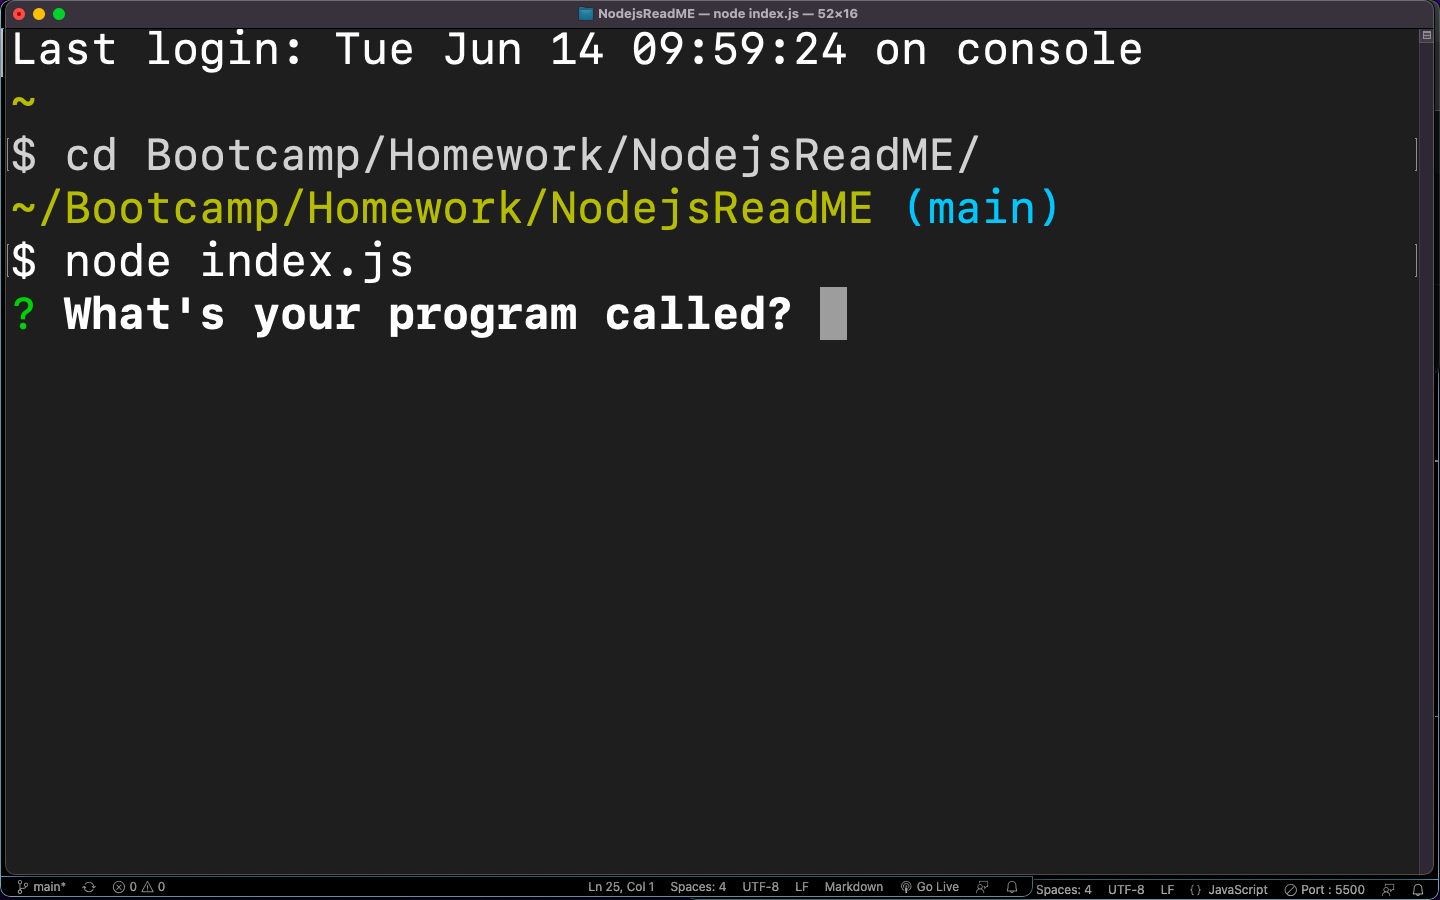 NodejsReadME — node index.js — 52×16
Last login: Tue Jun 14 09:59:24 on console
~
$ cd Bootcamp/Homework/NodejsReadME/
~/Bootcamp/Homework/NodejsReadME (main)
$ node index.js
? What's your program called?
main* 0 0 Ln 25, Col 1 Spaces: 4 UTF-8 LF Markdown Go Live Spaces: 4 UTF-8 LF {} JavaScript Port : 5500